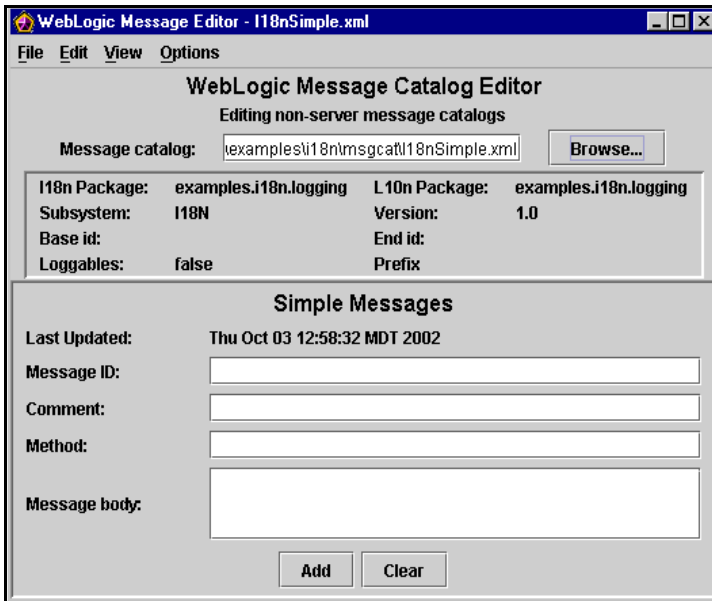 WebLogic Message Editor - I18nSimple.xml
File Edit View Options
WebLogic Message Catalog Editor
Editing non-server message catalogs
Message catalog: \examples\i18n\msgcat\I18nSimple.xml Browse...
I18n Package: examples.i18n.logging L10n Package: examples.i18n.logging
Subsystem: I18N Version: 1.0
Base id: End id:
Loggables: false Prefix
Simple Messages
Last Updated: Thu Oct 03 12:58:32 MDT 2002
Message ID:
Comment:
Method:
Message body:
Add Clear